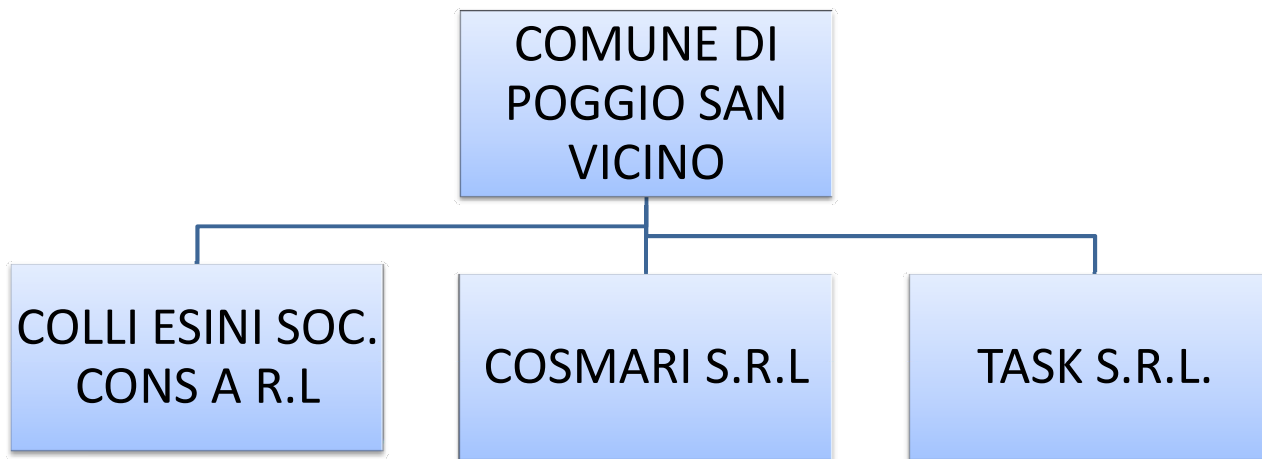 COMUNE DI
POGGIO SAN
VICINO
COLLI ESINI SOC.
CONS A R.L
COSMARI S.R.L
TASK S.R.L.